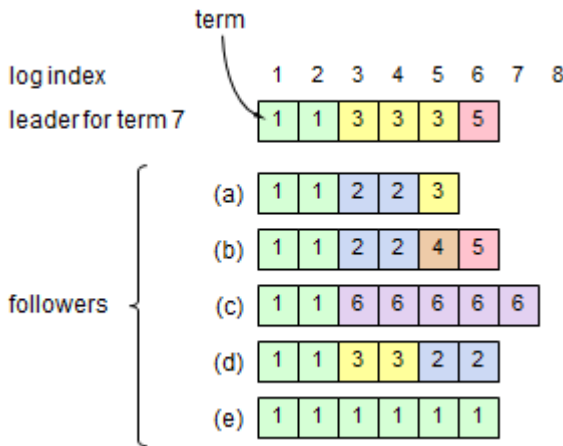 term
log index 1 2 3 4 5 6 7 8
leader for term 7 1 1 3 3 3 5
(a) 1 1 2 2 3
(b) 1 1 2 2 4 5
followers (c) 1 1 6 6 6 6 6
(d) 1 1 3 3 2 2
(e) 1 1 1 1 1 1